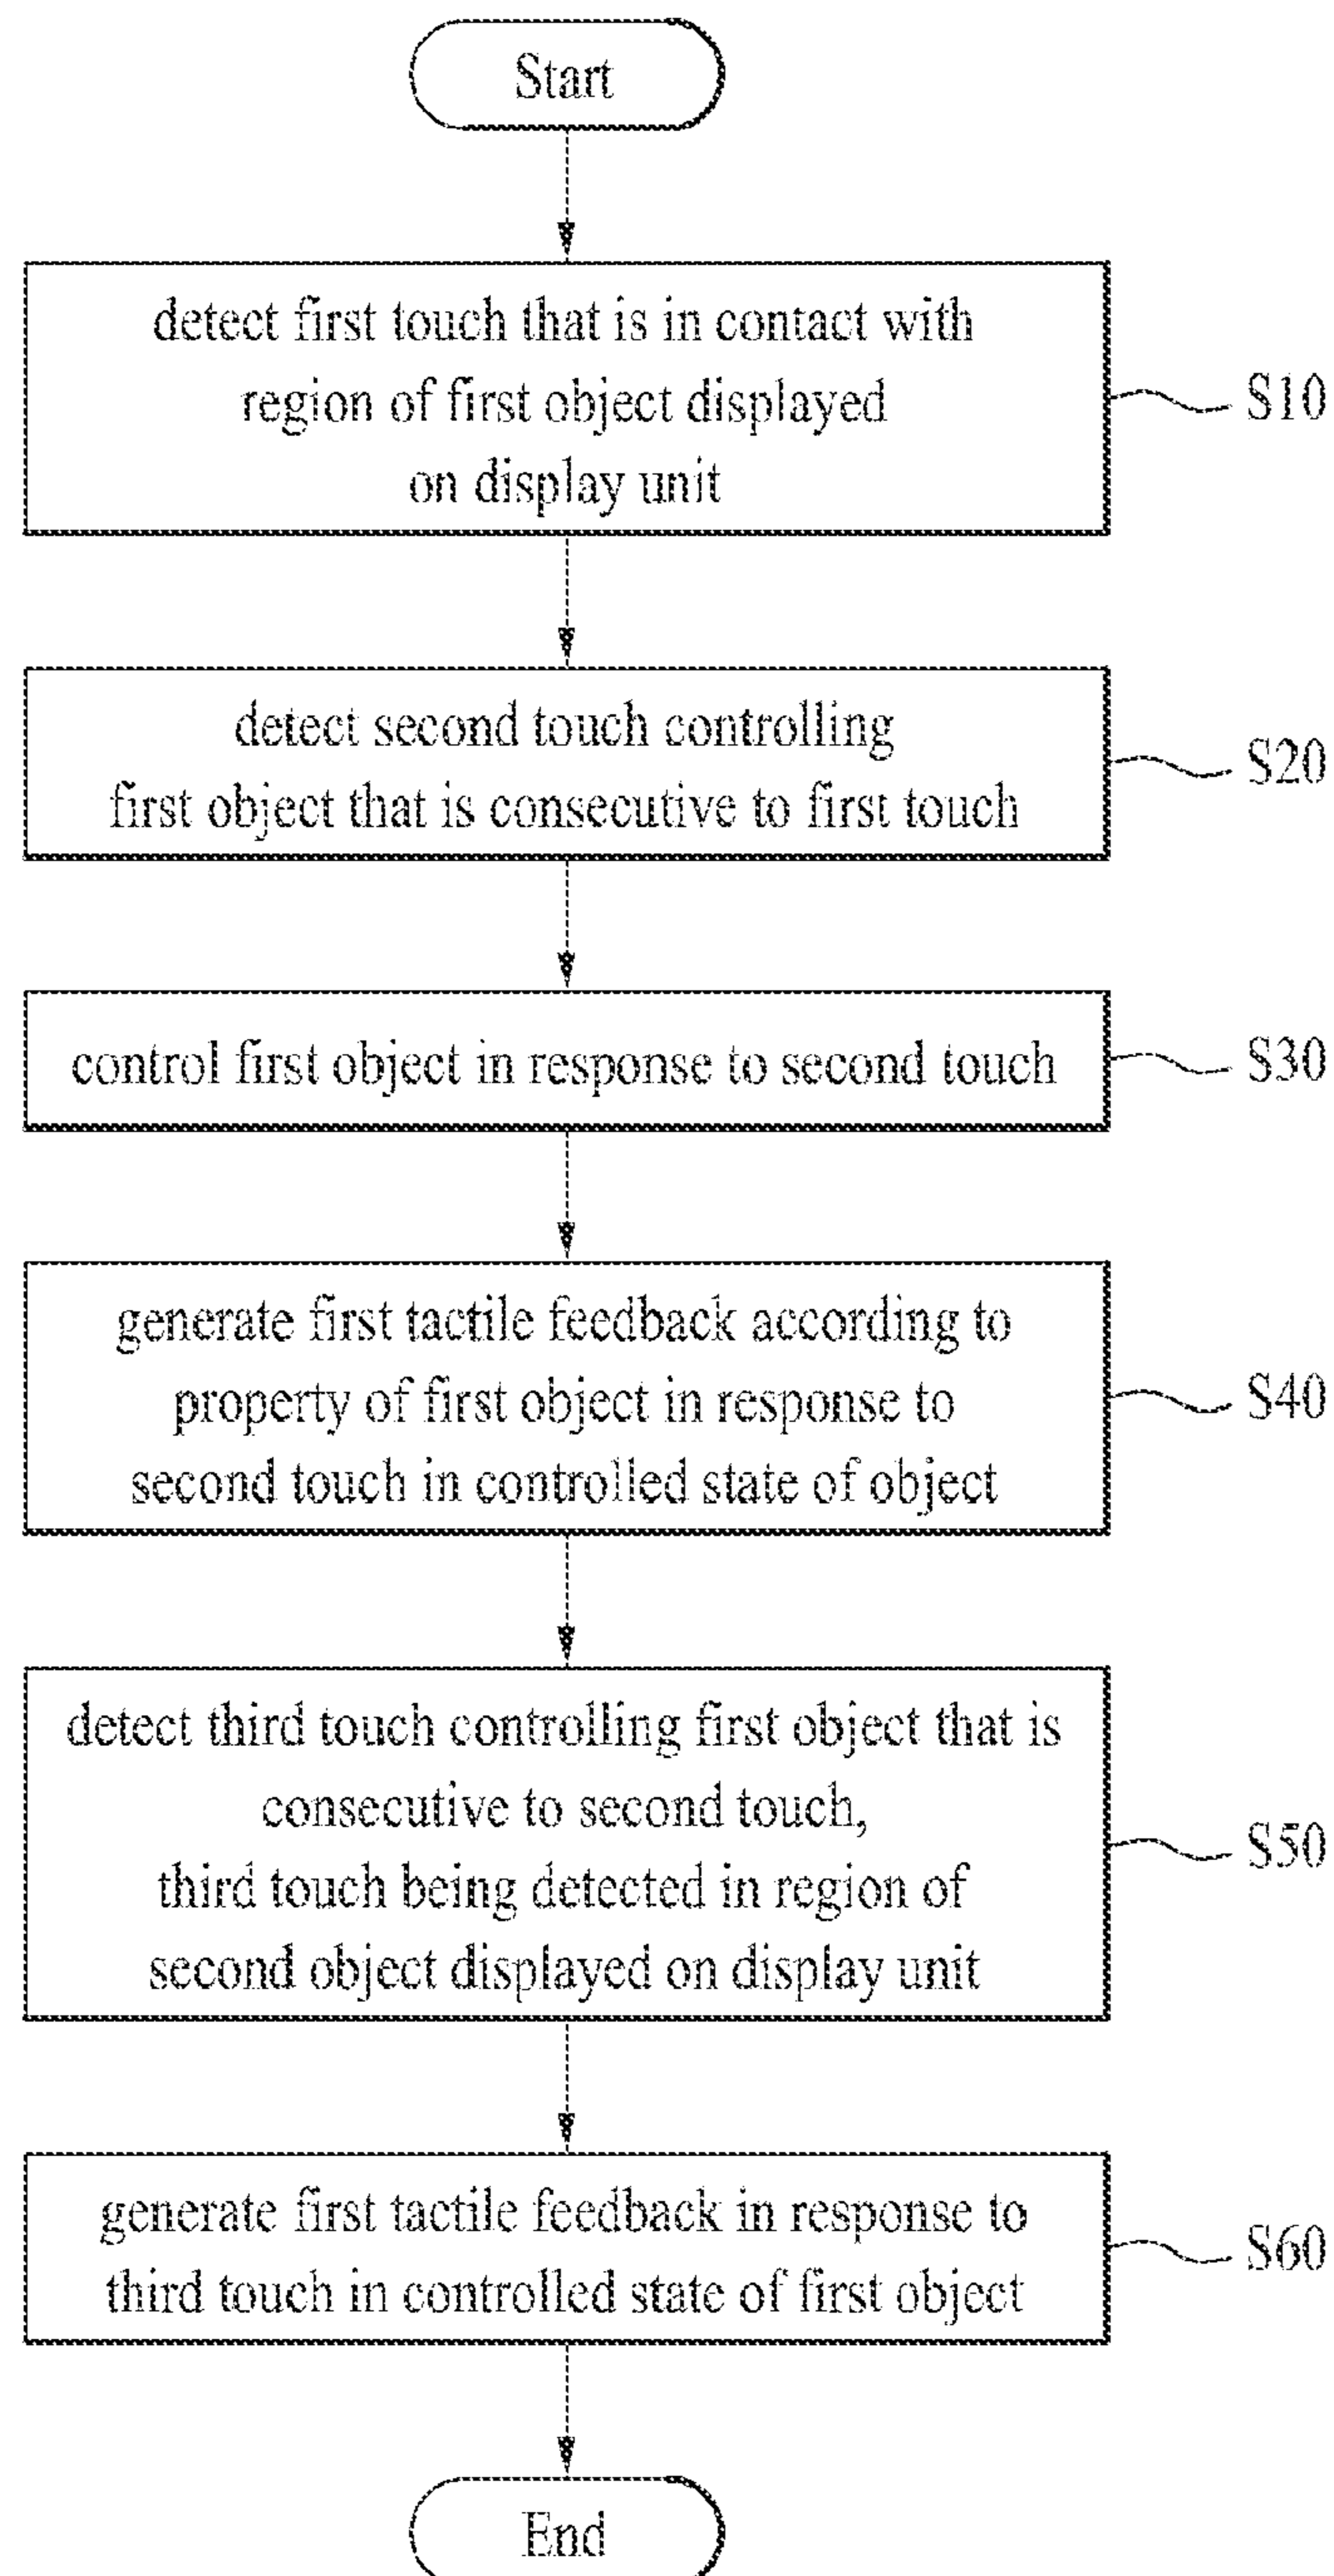 Start
detect first touch that is in contact with
region of first object displayed
on display unit
S10
detect second touch controlling
first object that is consecutive to first touch
S20
control first object in response to second touch
S30
generate first tactile feedback according to
property of first object in response to
second touch in controlled state of object
S40
detect third touch controlling first object that is
consecutive to second touch,
third touch being detected in region of
second object displayed on display unit
S50
generate first tactile feedback in response to
third touch in controlled state of first object
S60
End